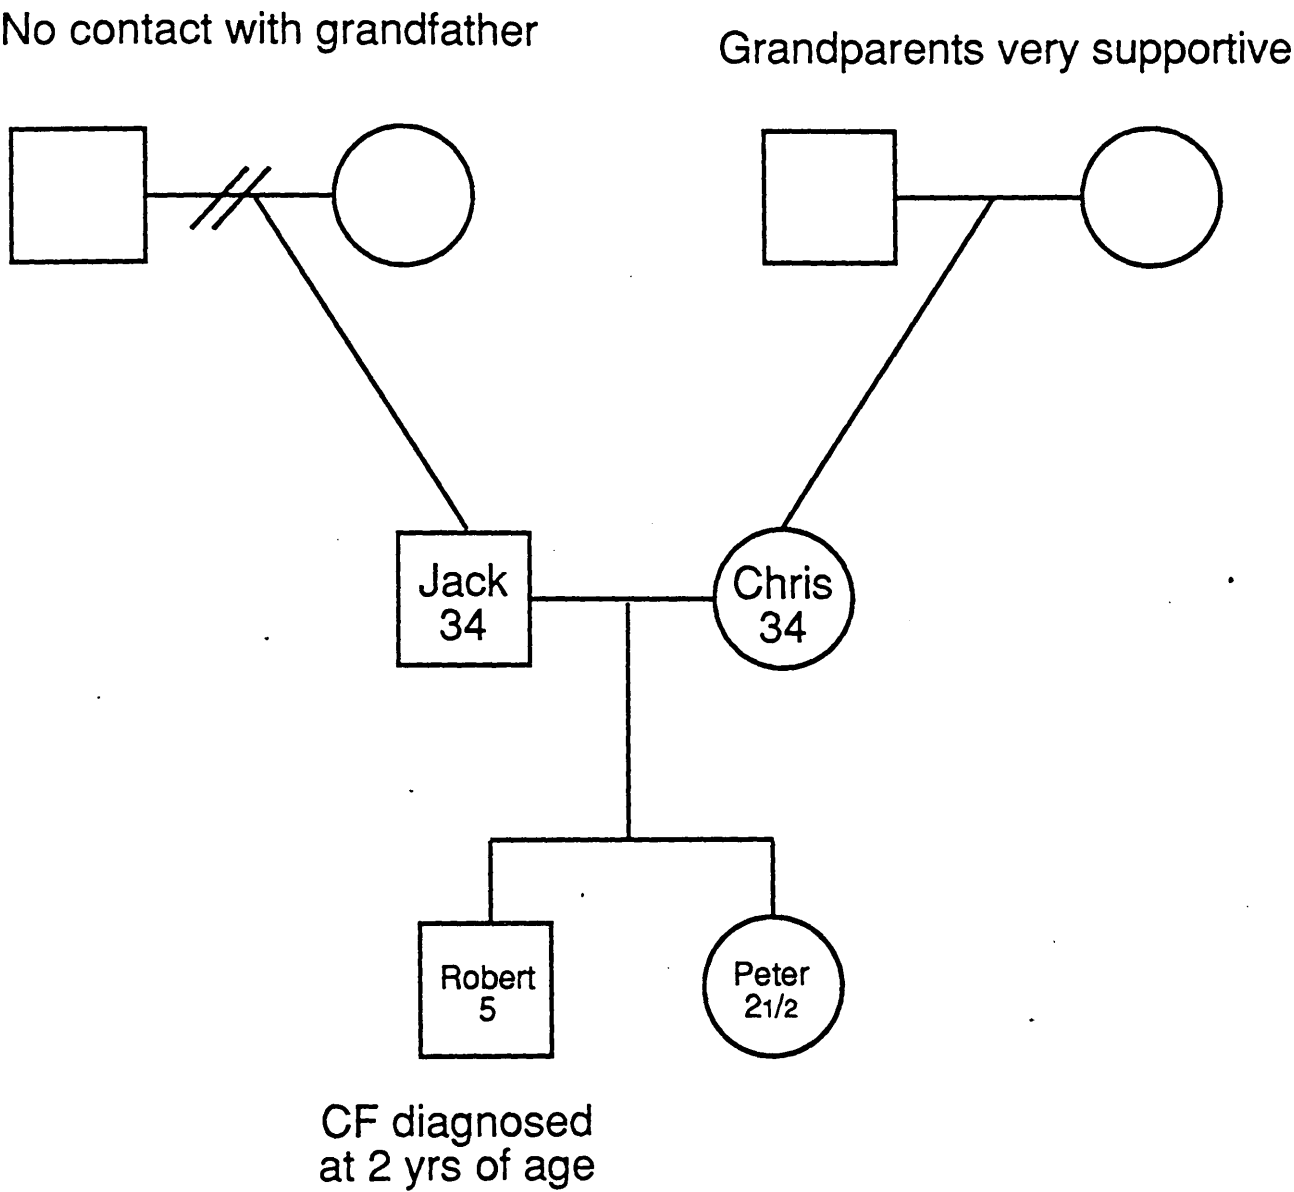 No contact with grandfather
Grandparents very supportive
Jack
34
Chris
34
Robert
5
Peter
21/2
CF diagnosed
at 2 yrs of age